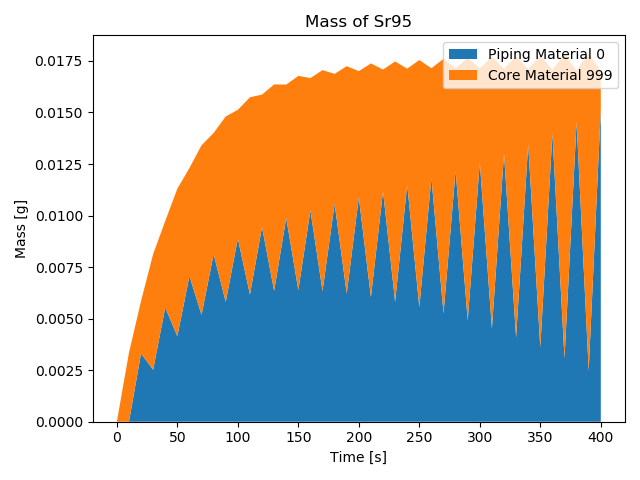 Mass of Sr95
Piping Material 0
Core Material 999
Mass [g]
0.0175
0.0150
0.0125
0.0100
0.0075
0.0050
0.0025
0.0000
0 50 100 150 200 250 300 350 400
Time [s]